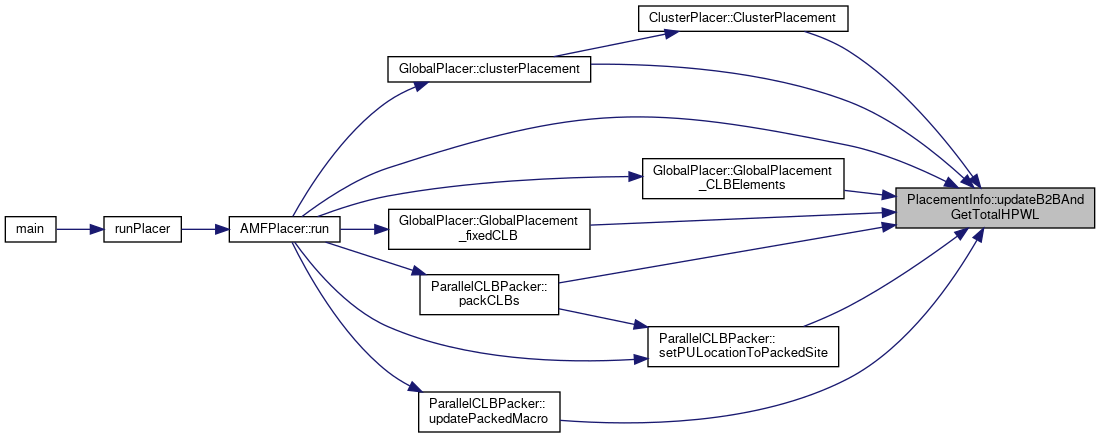 ClusterPlacer::ClusterPlacement
GlobalPlacer::clusterPlacement
GlobalPlacer::GlobalPlacement
_CLBElements
PlacementInfo::updateB2BAnd
GetTotalHPWL
main
runPlacer
AMFPlacer::run
GlobalPlacer::GlobalPlacement
_fixedCLB
ParallelCLBPacker::
packCLBs
ParallelCLBPacker::
setPULocationToPackedSite
ParallelCLBPacker::
updatePackedMacro